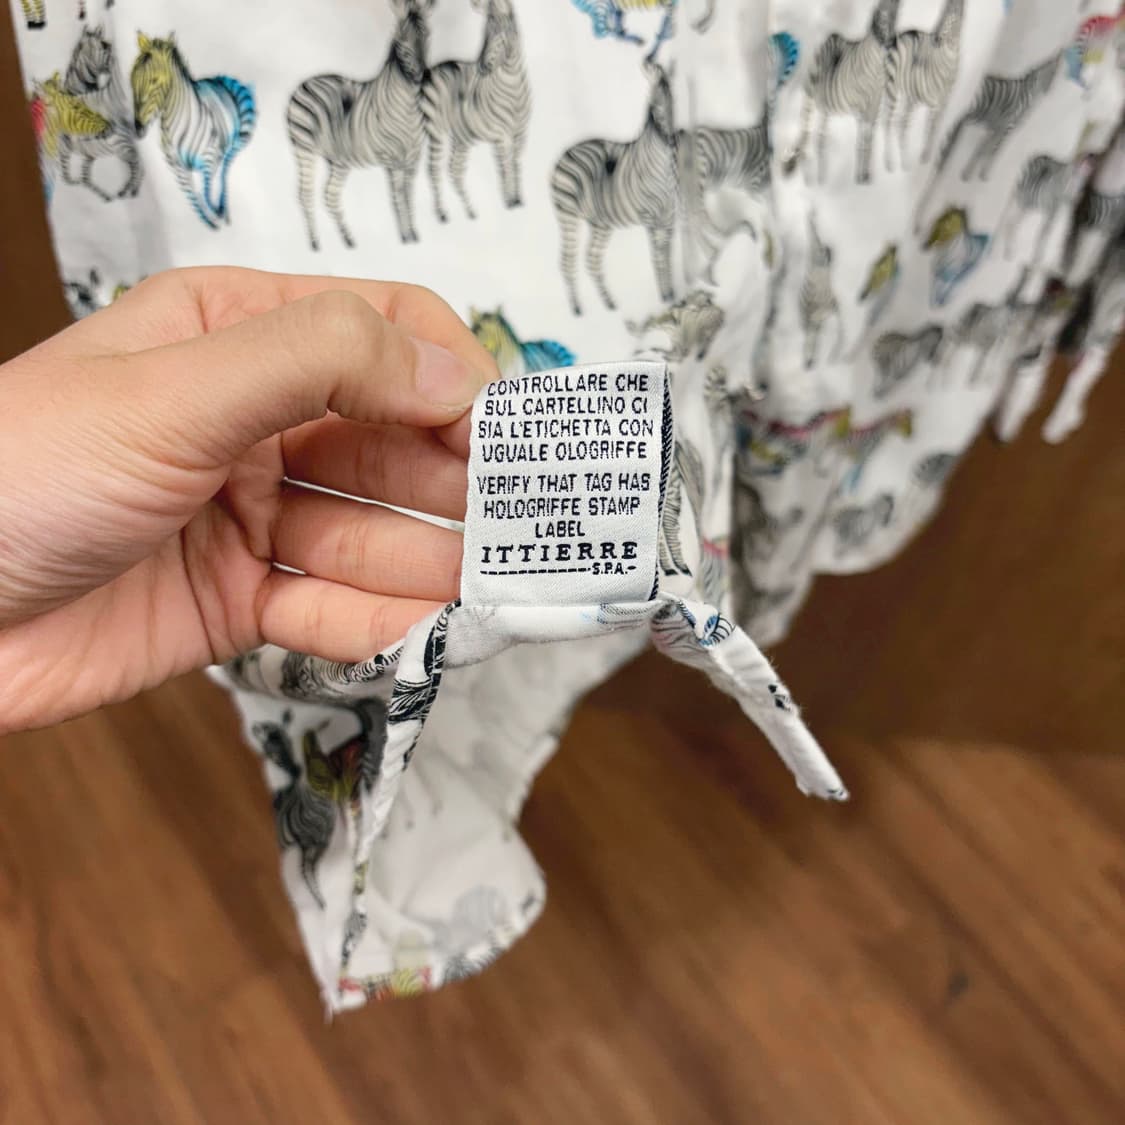 CONTROLLARE CHE
SUL CARTELLINO CI
SIA L'ETICHETTA CON
UGUALE OLOGRIFFE
VERIFY THAT TAG HAS
HOLOGRIFFE STAMP
LABEL
ITTIERRE
S.P.A.